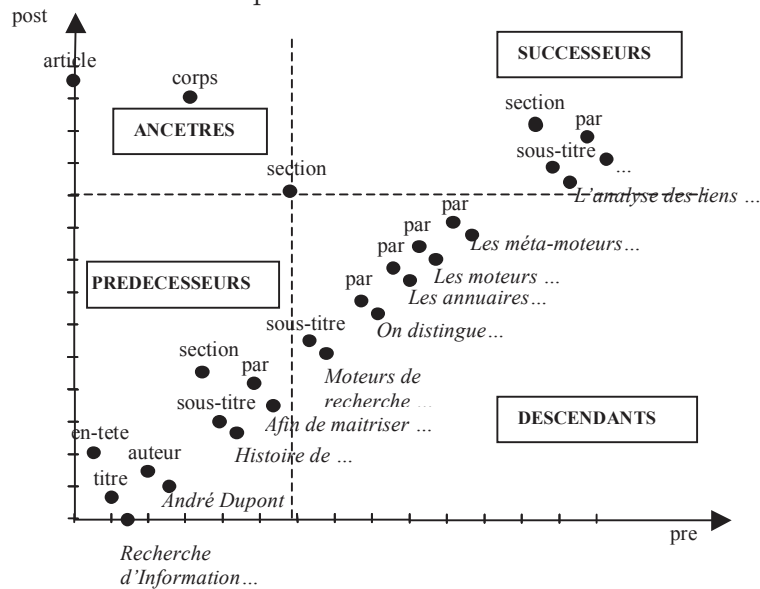 post
SUCCESSEURS
article
corps
section
par
ANCETRES
sous-titre
...
section
L'analyse des liens ...
par
par
Les méta-moteurs...
par
Les moteurs ...
PREDECESSEURS
par
Les annuaires...
sous-titre
On distingue...
section
par
Moteurs de
recherche ...
sous-titre
Afin de maitriser ...
DESCENDANTS
en-tete
auteur
Histoire de ...
titre
André Dupont
pre
Recherche
d'Information...